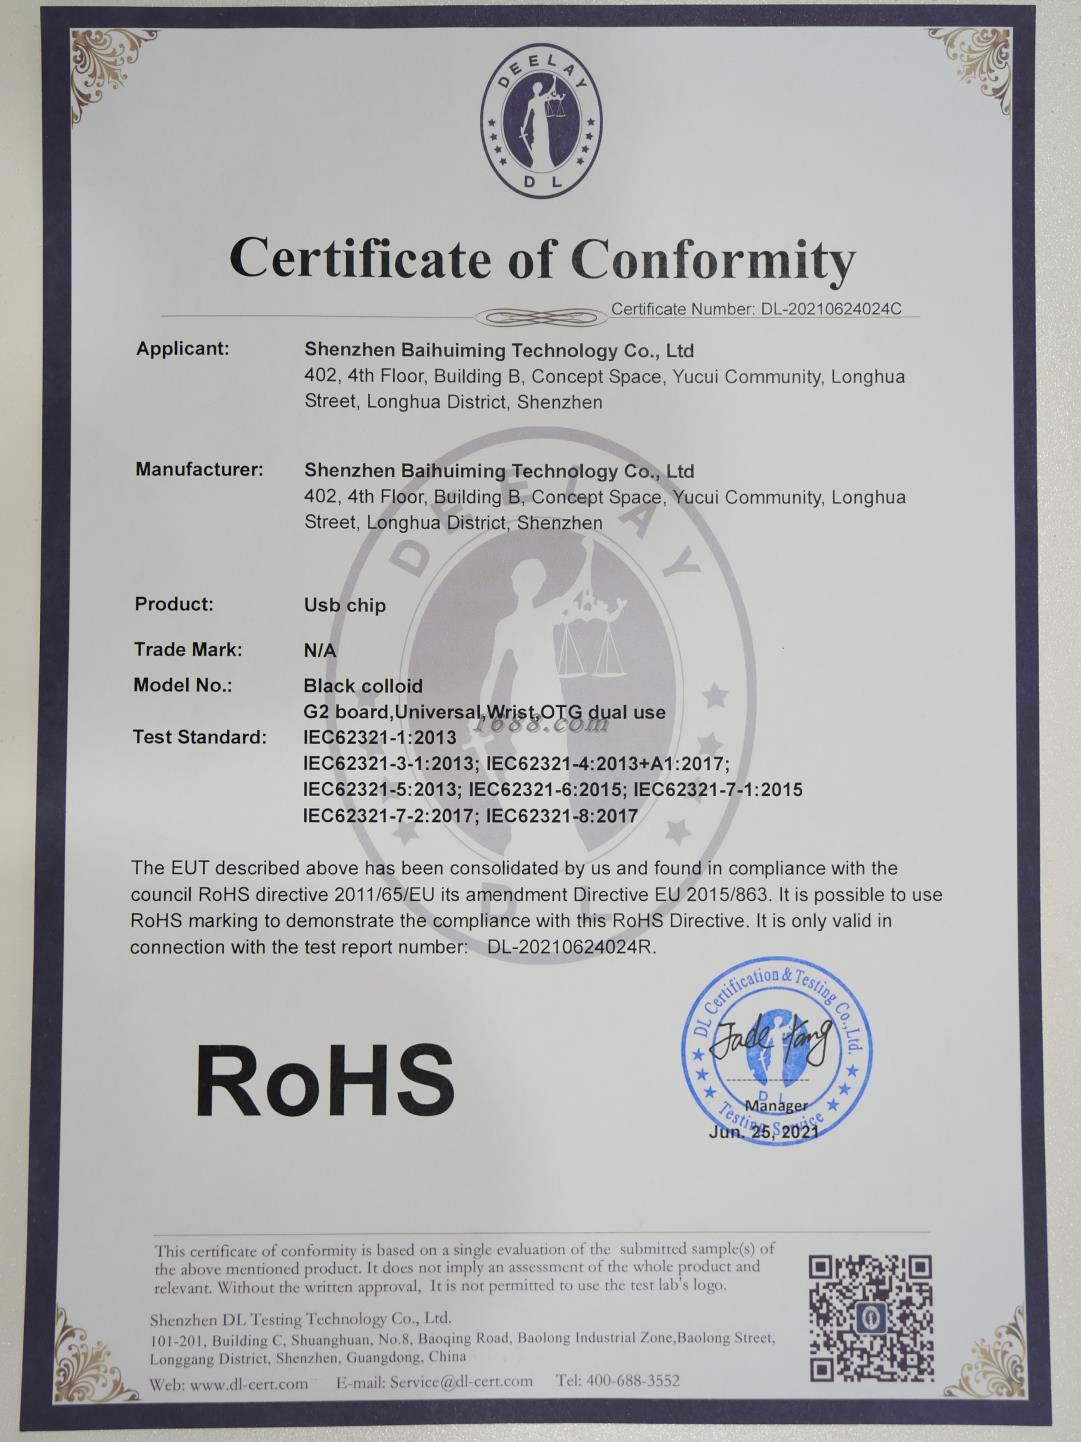 DEELAY
DL
Certificate of Conformity
Certificate Number: DL-20210624024C
Applicant: Shenzhen Baihuiming Technology Co., Ltd
402, 4th Floor, Building B, Concept Space, Yucui Community, Longhua
Street, Longhua District, Shenzhen
Manufacturer: Shenzhen Baihuiming Technology Co., Ltd
402, 4th Floor, Building B, Concept Space, Yucui Community, Longhua
Street, Longhua District, Shenzhen
DEELAY
Product: Usb chip
Trade Mark: N/A
Model No.: Black colloid
G2 board,Universal,Wrist,OTG dual use
1688.com
Test Standard: IEC62321-1:2013
IEC62321-3-1:2013; IEC62321-4:2013+A1:2017;
IEC62321-5:2013; IEC62321-6:2015; IEC62321-7-1:2015
IEC62321-7-2:2017; IEC62321-8:2017
The EUT described above has been consolidated by us and found in compliance with the
council RoHS directive 2011/65/EU its amendment Directive EU 2015/863. It is possible to use
RoHS marking to demonstrate the compliance with this RoHS Directive. It is only valid in
connection with the test report number: DL-20210624024R.
DL
RoHS
DL Certification & Testing Co., Ltd.
Jade Yang
DL
Manager
Testing Service
Jun. 25, 2021
This certificate of conformity is based on a single evaluation of the submitted sample(s) of
the above mentioned product. It does not imply an assessment of the whole product and
relevant. Without the written approval, It is not permitted to use the test lab's logo.
Shenzhen DL Testing Technology Co., Ltd.
101-201, Building C, Shuanghuan, No.8, Baoqing Road, Baolong Industrial Zone,Baolong Street,
Longgang District, Shenzhen, Guangdong, China
Web: www.dl-cert.com E-mail: Service@dl-cert.com Tel: 400-688-3552